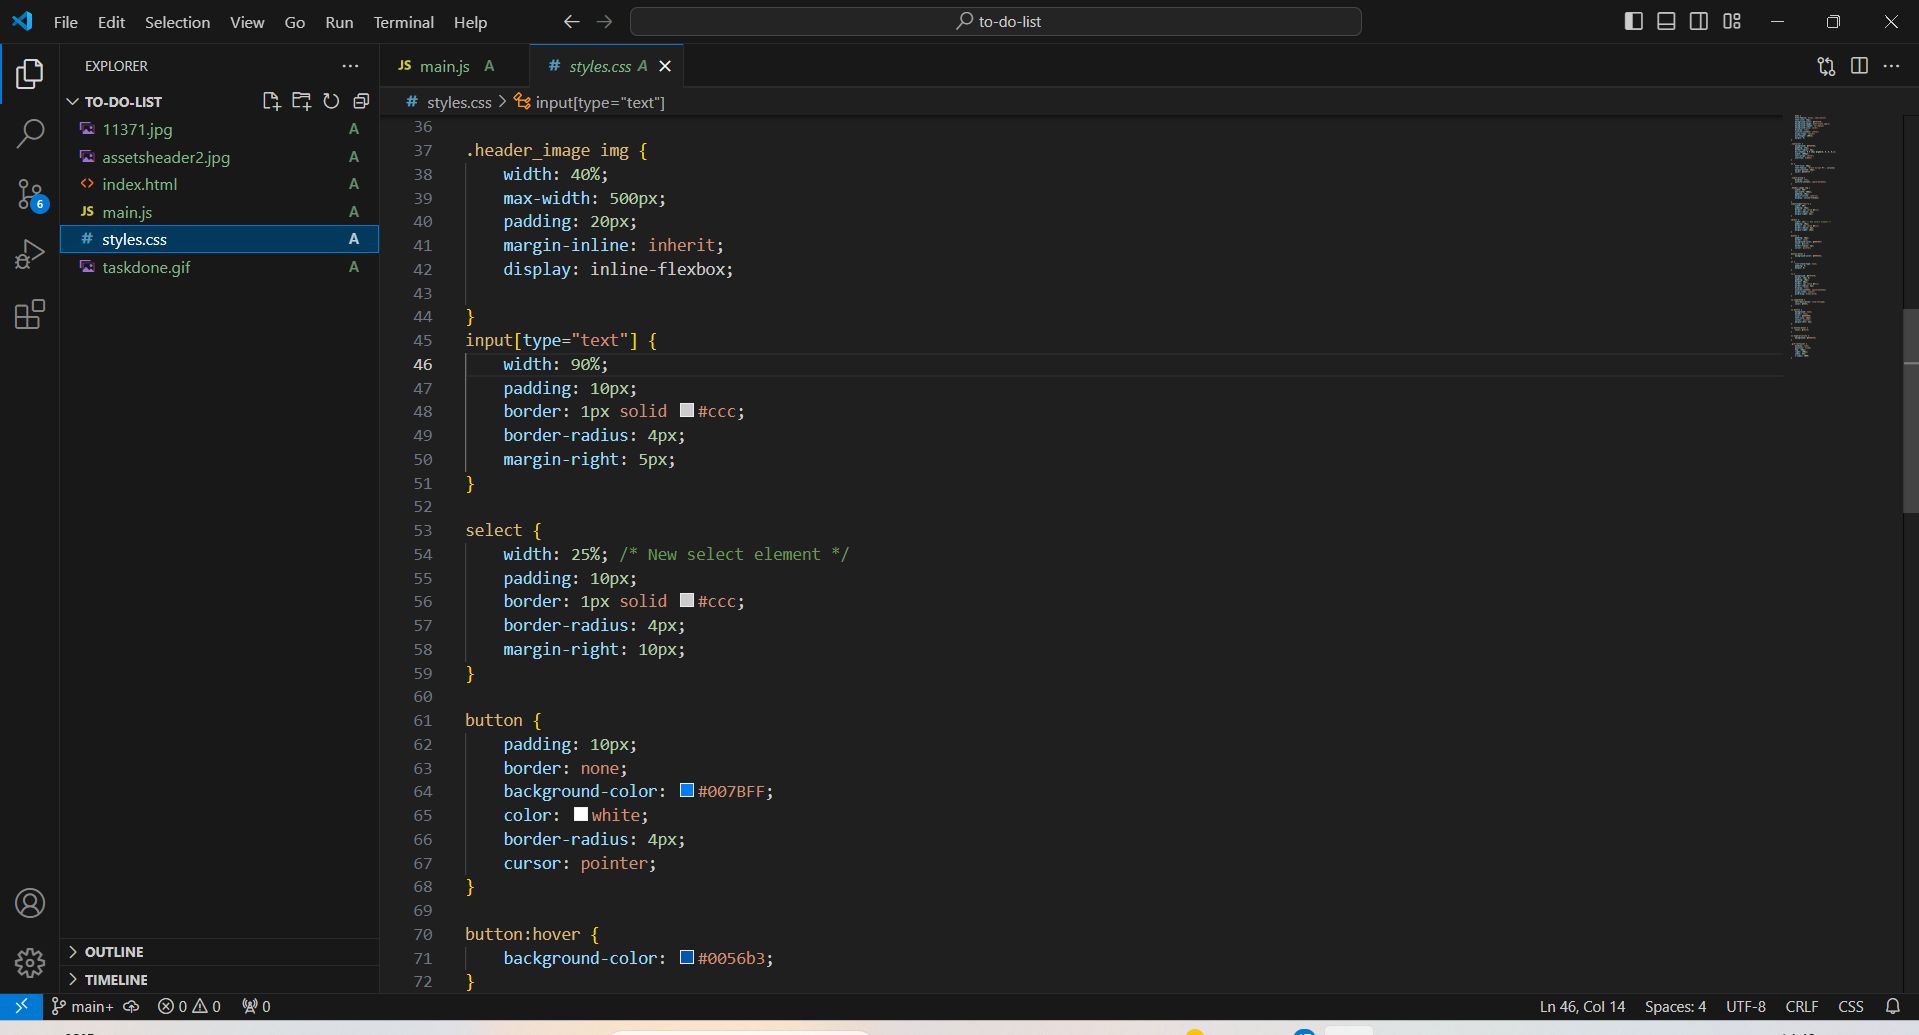 File Edit Selection View Go Run Terminal Help
to-do-list
EXPLORER
TO-DO-LIST
11371.jpg A
assetsheader2.jpg A
index.html A
JS main.js A
# styles.css A
taskdone.gif A
JS main.js A
# styles.css A
# styles.css > input[type="text"]
36
37 .header_image img {
38 width: 40%;
39 max-width: 500px;
40 padding: 20px;
41 margin-inline: inherit;
42 display: inline-flexbox;
43
44 }
45 input[type="text"] {
46 width: 90%;
47 padding: 10px;
48 border: 1px solid #ccc;
49 border-radius: 4px;
50 margin-right: 5px;
51 }
52
53 select {
54 width: 25%; /* New select element */
55 padding: 10px;
56 border: 1px solid #ccc;
57 border-radius: 4px;
58 margin-right: 10px;
59 }
60
61 button {
62 padding: 10px;
63 border: none;
64 background-color: #007BFF;
65 color: white;
66 border-radius: 4px;
67 cursor: pointer;
68 }
69
70 button:hover {
71 background-color: #0056b3;
72 }
6
OUTLINE
TIMELINE
main+ 0 0 0
Ln 46, Col 14 Spaces: 4 UTF-8 CRLF CSS